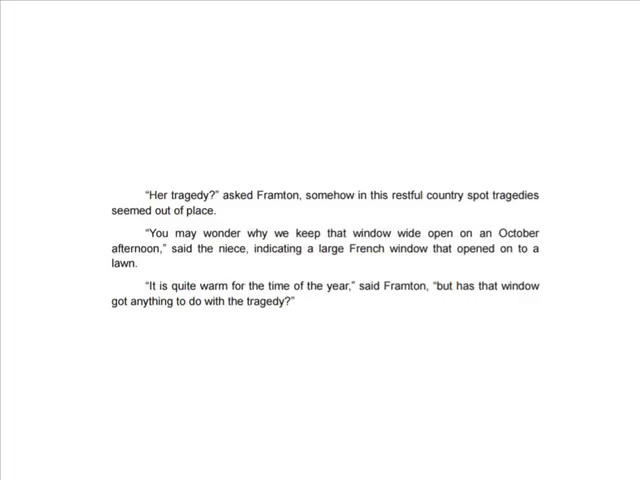 “Her tragedy?” asked Framton, somehow in this restful country spot tragedies
seemed out of place.
“You may wonder why we keep that window wide open on an October
afternoon,” said the niece, indicating a large French window that opened on to a
lawn.
“It is quite warm for the time of the year,” said Framton, “but has that window
got anything to do with the tragedy?”